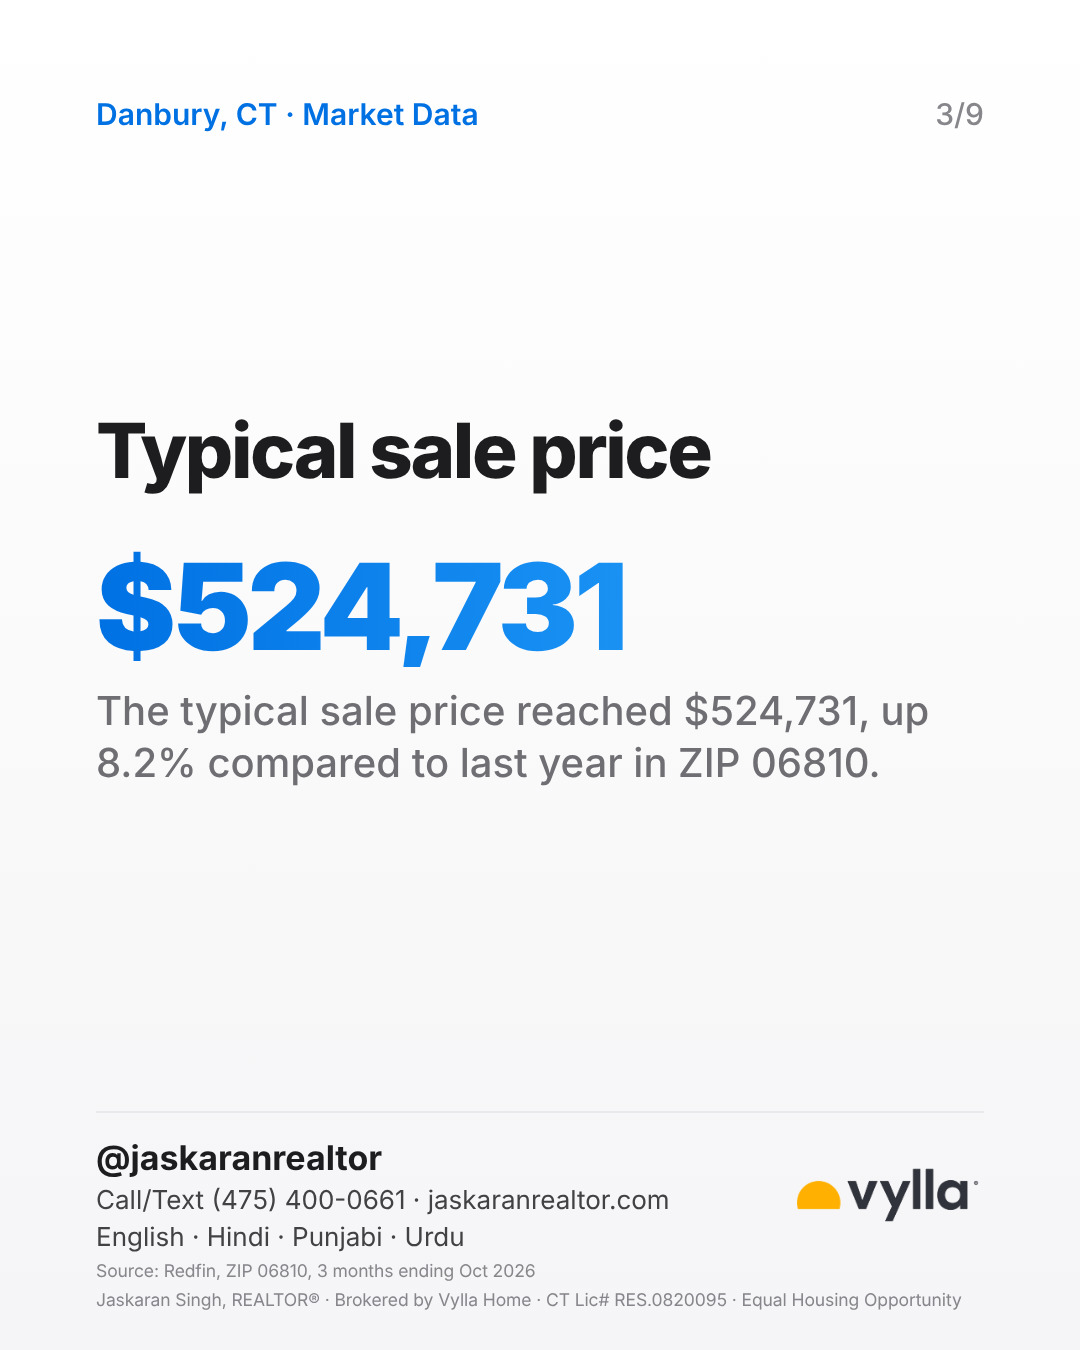 Danbury, CT · Market Data
3/9
Typical sale price
$524,731
The typical sale price reached $524,731, up
8.2% compared to last year in ZIP 06810.
@jaskaranrealtor
Call/Text (475) 400-0661 · jaskaranrealtor.com
English · Hindi · Punjabi · Urdu
Source: Redfin, ZIP 06810, 3 months ending Oct 2026
Jaskaran Singh, REALTOR® · Brokered by Vylla Home · CT Lic# RES.0820095 · Equal Housing Opportunity
vylla